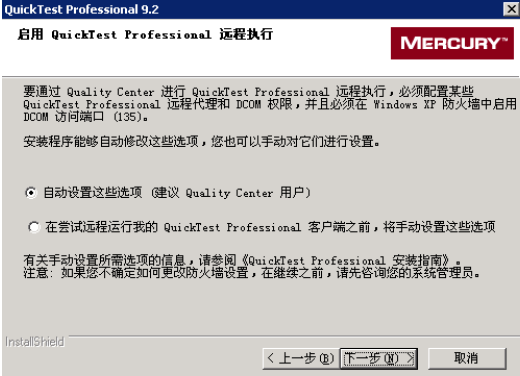 QuickTest Professional 9.2
启用 QuickTest Professional 远程执行
MERCURY™
要通过 Quality Center 进行 QuickTest Professional 远程执行，必须配置某些
QuickTest Professional 远程代理和 DCOM 权限，并且必须在 Windows XP 防火墙中启用
DCOM 访问端口 (135)。
安装程序能够自动修改这些选项，您也可以手动对它们进行设置。
自动设置这些选项 (建议 Quality Center 用户)
在尝试远程运行我的 QuickTest Professional 客户端之前，将手动设置这些选项
有关手动设置所需选项的信息，请参阅《QuickTest Professional 安装指南》。
注意: 如果您不确定如何更改防火墙设置，在继续之前，请先咨询您的系统管理员。
InstallShield
< 上一步(B) 下一步(N) > 取消